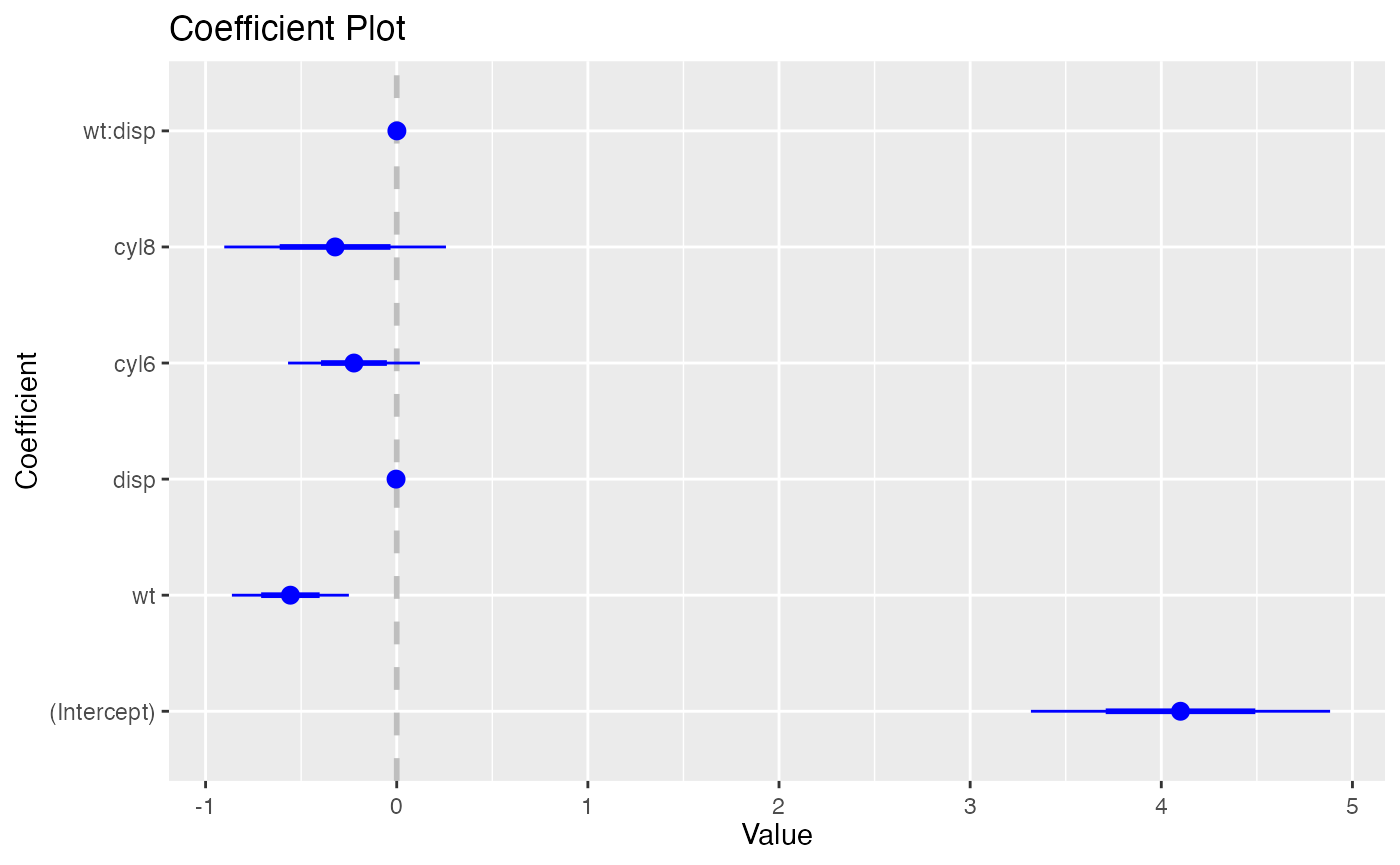 Coefficient Plot
wt:disp
cyl8
cyl6
disp
wt
(Intercept)
Coefficient
-1 0 1 2 3 4 5
Value